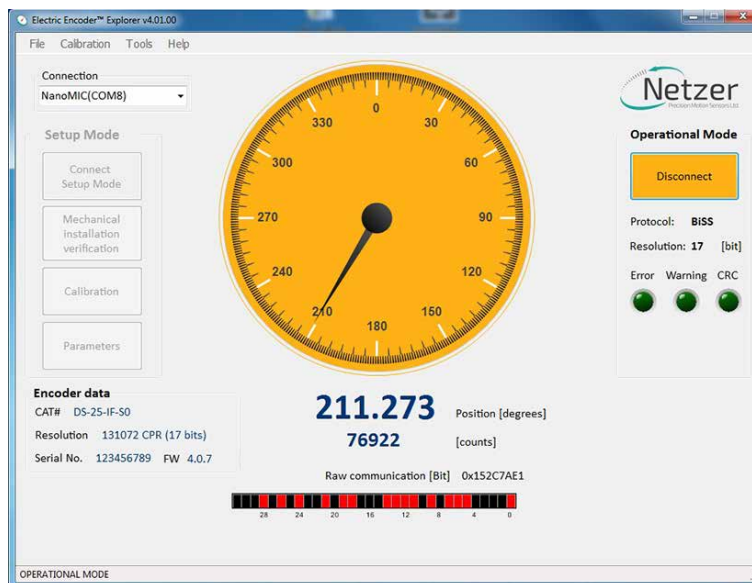 Electric Encoder™ Explorer v4.01.00
File Calibration Tools Help
Connection
NanoMIC(COM8)
Setup Mode
Connect
Setup Mode
Mechanical
installation
verification
Calibration
Parameters
0
30
60
90
120
150
180
210
240
270
300
330
Netzer
Precision Motion Sensors Ltd.
Operational Mode
Disconnect
Protocol: BiSS
Resolution: 17 [bit]
Error Warning CRC
Encoder data
CAT# DS-25-IF-S0
Resolution 131072 CPR (17 bits)
Serial No. 123456789 FW 4.0.7
211.273 Position [degrees]
76922 [counts]
Raw communication [Bit] 0x152C7AE1
28 24 20 16 12 8 4 0
OPERATIONAL MODE